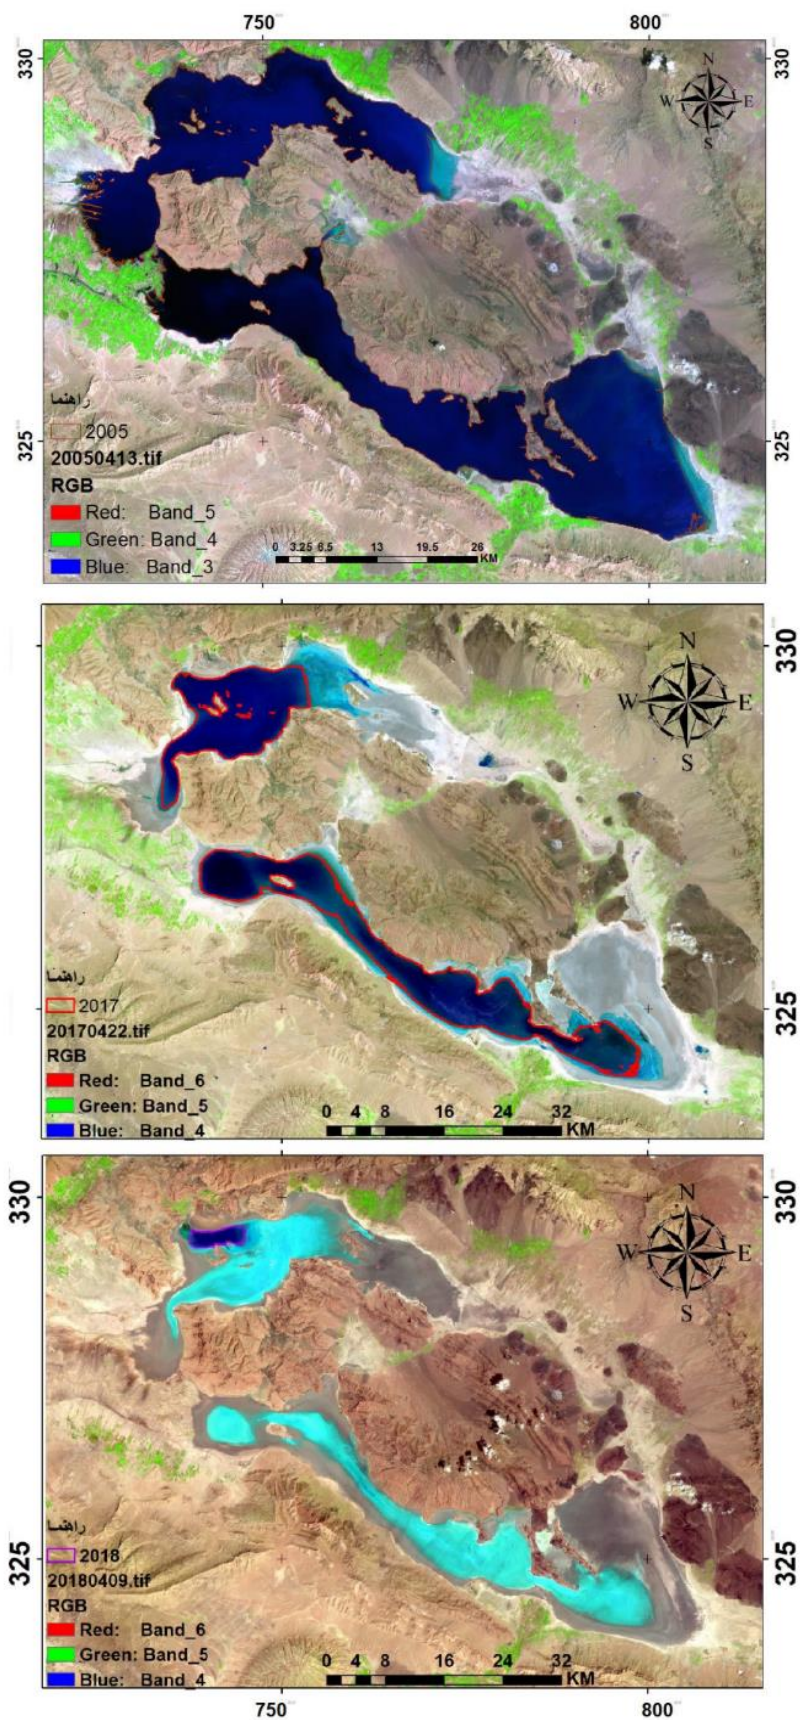 750
800
330
330
N
W
E
S
325
325
راهنما
2005
20050413.tif
RGB
Red: Band_5
Green: Band_4
Blue: Band_3
0 3.25 6.5 13 19.5 26
KM
330
N
W
E
S
325
راهنما
2017
20170422.tif
RGB
Red: Band_6
Green: Band_5
Blue: Band_4
0 4 8 16 24 32
KM
330
330
N
W
E
S
325
325
راهنما
2018
20180409.tif
RGB
Red: Band_6
Green: Band_5
Blue: Band_4
0 4 8 16 24 32
KM
750
800